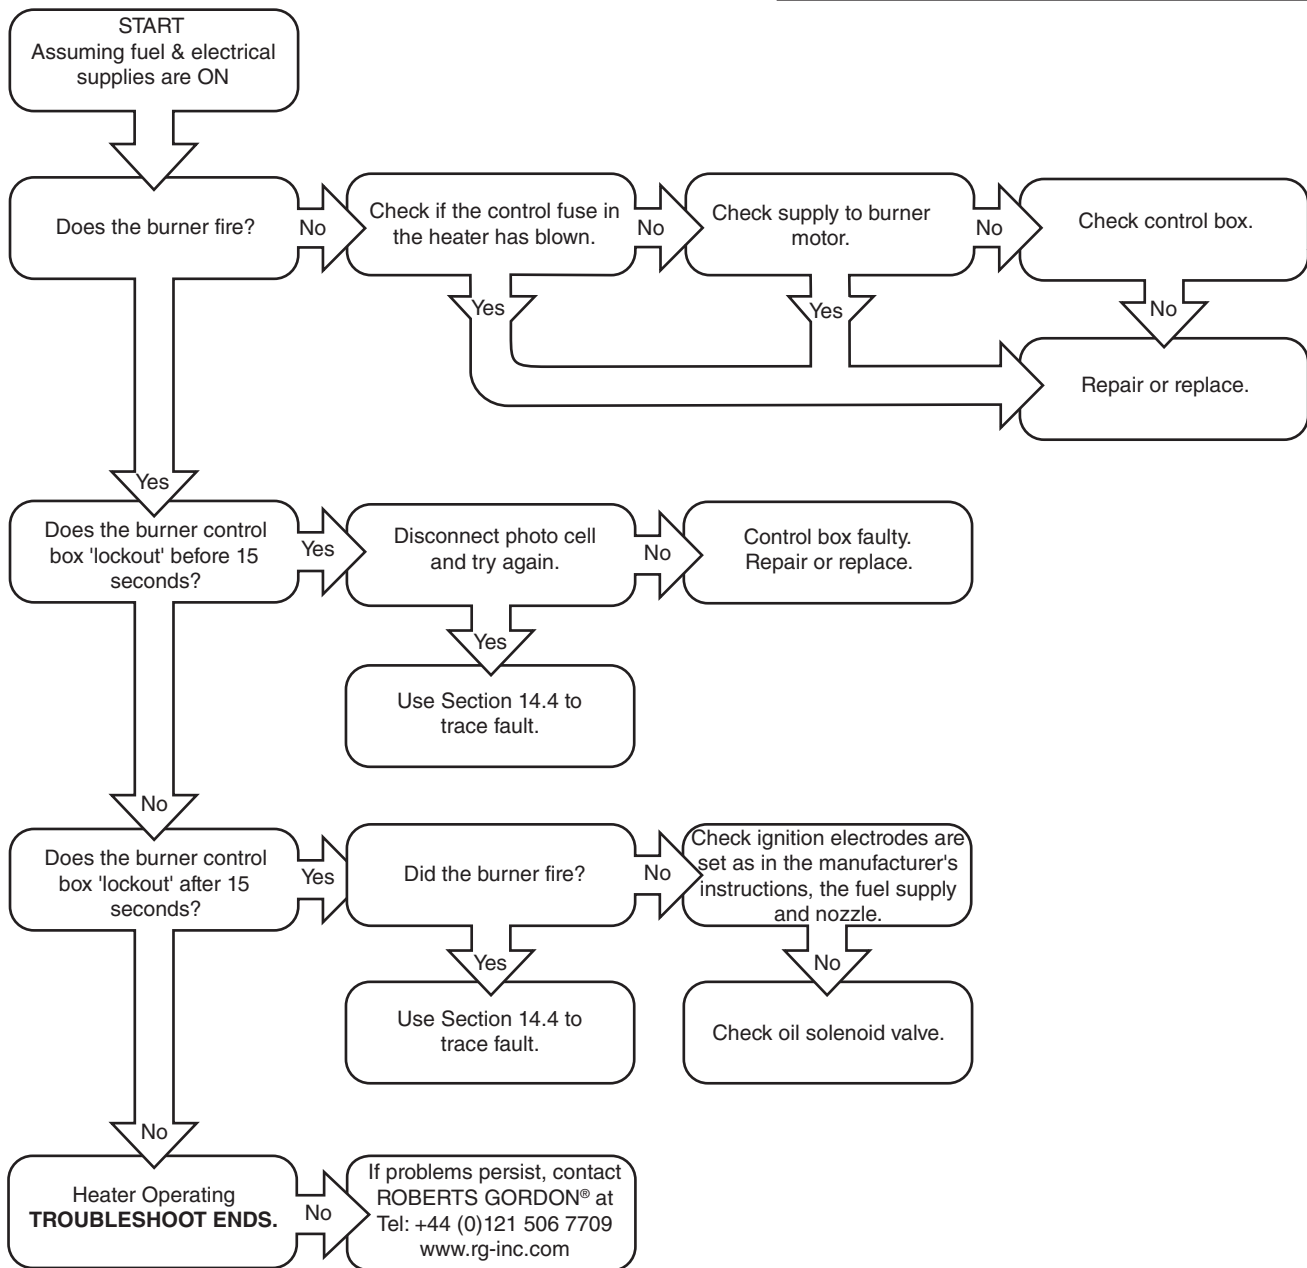 START
Assuming fuel & electrical
supplies are ON
Does the burner fire?
No
Check if the control fuse in
the heater has blown.
No
Check supply to burner
motor.
No
Check control box.
Yes
Yes
No
Repair or replace.
Yes
Does the burner control
box 'lockout' before 15
seconds?
Yes
Disconnect photo cell
and try again.
No
Control box faulty.
Repair or replace.
Yes
Use Section 14.4 to
trace fault.
No
Does the burner control
box 'lockout' after 15
seconds?
Yes
Did the burner fire?
No
Check ignition electrodes are
set as in the manufacturer's
instructions, the fuel supply
and nozzle.
Yes
No
Use Section 14.4 to
trace fault.
Check oil solenoid valve.
No
Heater Operating
TROUBLESHOOT ENDS.
No
If problems persist, contact
ROBERTS GORDON® at
Tel: +44 (0)121 506 7709
www.rg-inc.com